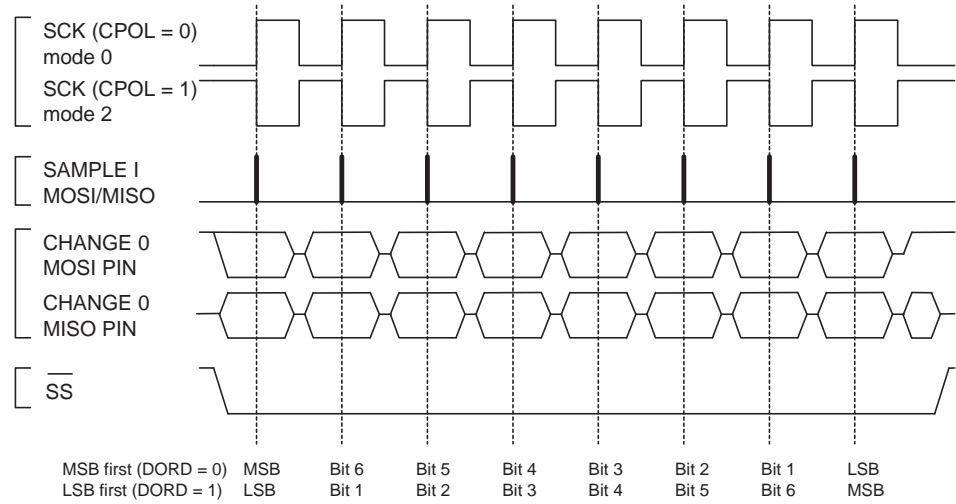 SCK (CPOL = 0)
mode 0
SCK (CPOL = 1)
mode 2
SAMPLE I
MOSI/MISO
CHANGE 0
MOSI PIN
CHANGE 0
MISO PIN
SS
MSB first (DORD = 0) MSB Bit 6 Bit 5 Bit 4 Bit 3 Bit 2 Bit 1 LSB
LSB first (DORD = 1) LSB Bit 1 Bit 2 Bit 3 Bit 4 Bit 5 Bit 6 MSB